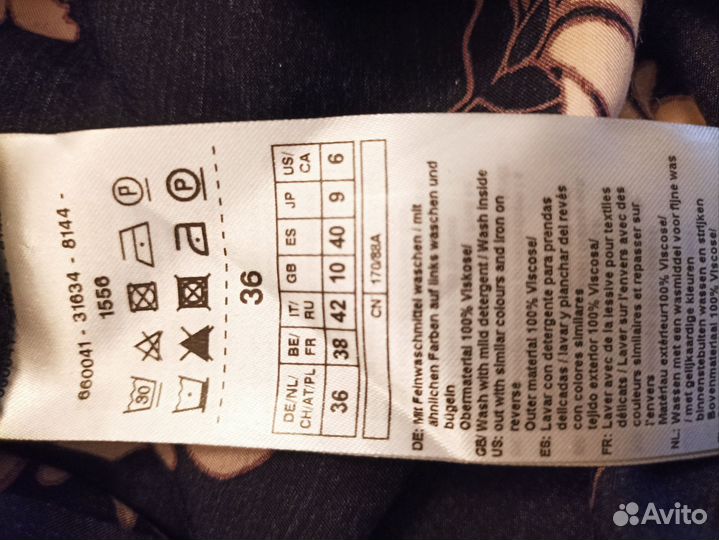 660041 - 31634 - 8144 -
1556
30
P
P
36
DE/NL/ BE/ IT/ GB ES JP US/
CH/AT/PL FR RU CA
36 38 42 10 40 9 6
CN 170/88A
DE: Mit Feinwaschmittel waschen / mit
ähnlichen Farben auf links waschen und
bügeln
Obermaterial 100% Viskose/
GB/ Wash with mild detergent / Wash inside
US: out with similar colours and iron on
reverse
Outer material 100% Viscose/
ES: Lavar con detergente para prendas
delicadas / lavar y planchar del revés
con colores similares
tejido exterior 100% Viscosa/
FR: Laver avec de la lessive pour textiles
délicats / Laver sur l'envers avec des
couleurs similaires et repasser sur
l'envers
Matériau extérieur100% Viscose/
NL: Wassen met een wasmiddel voor fijne was
/ met gelijkaardige kleuren
binnenstebuiten wassen en strijken
Bovenmateriaal100% Viscose/
Avito